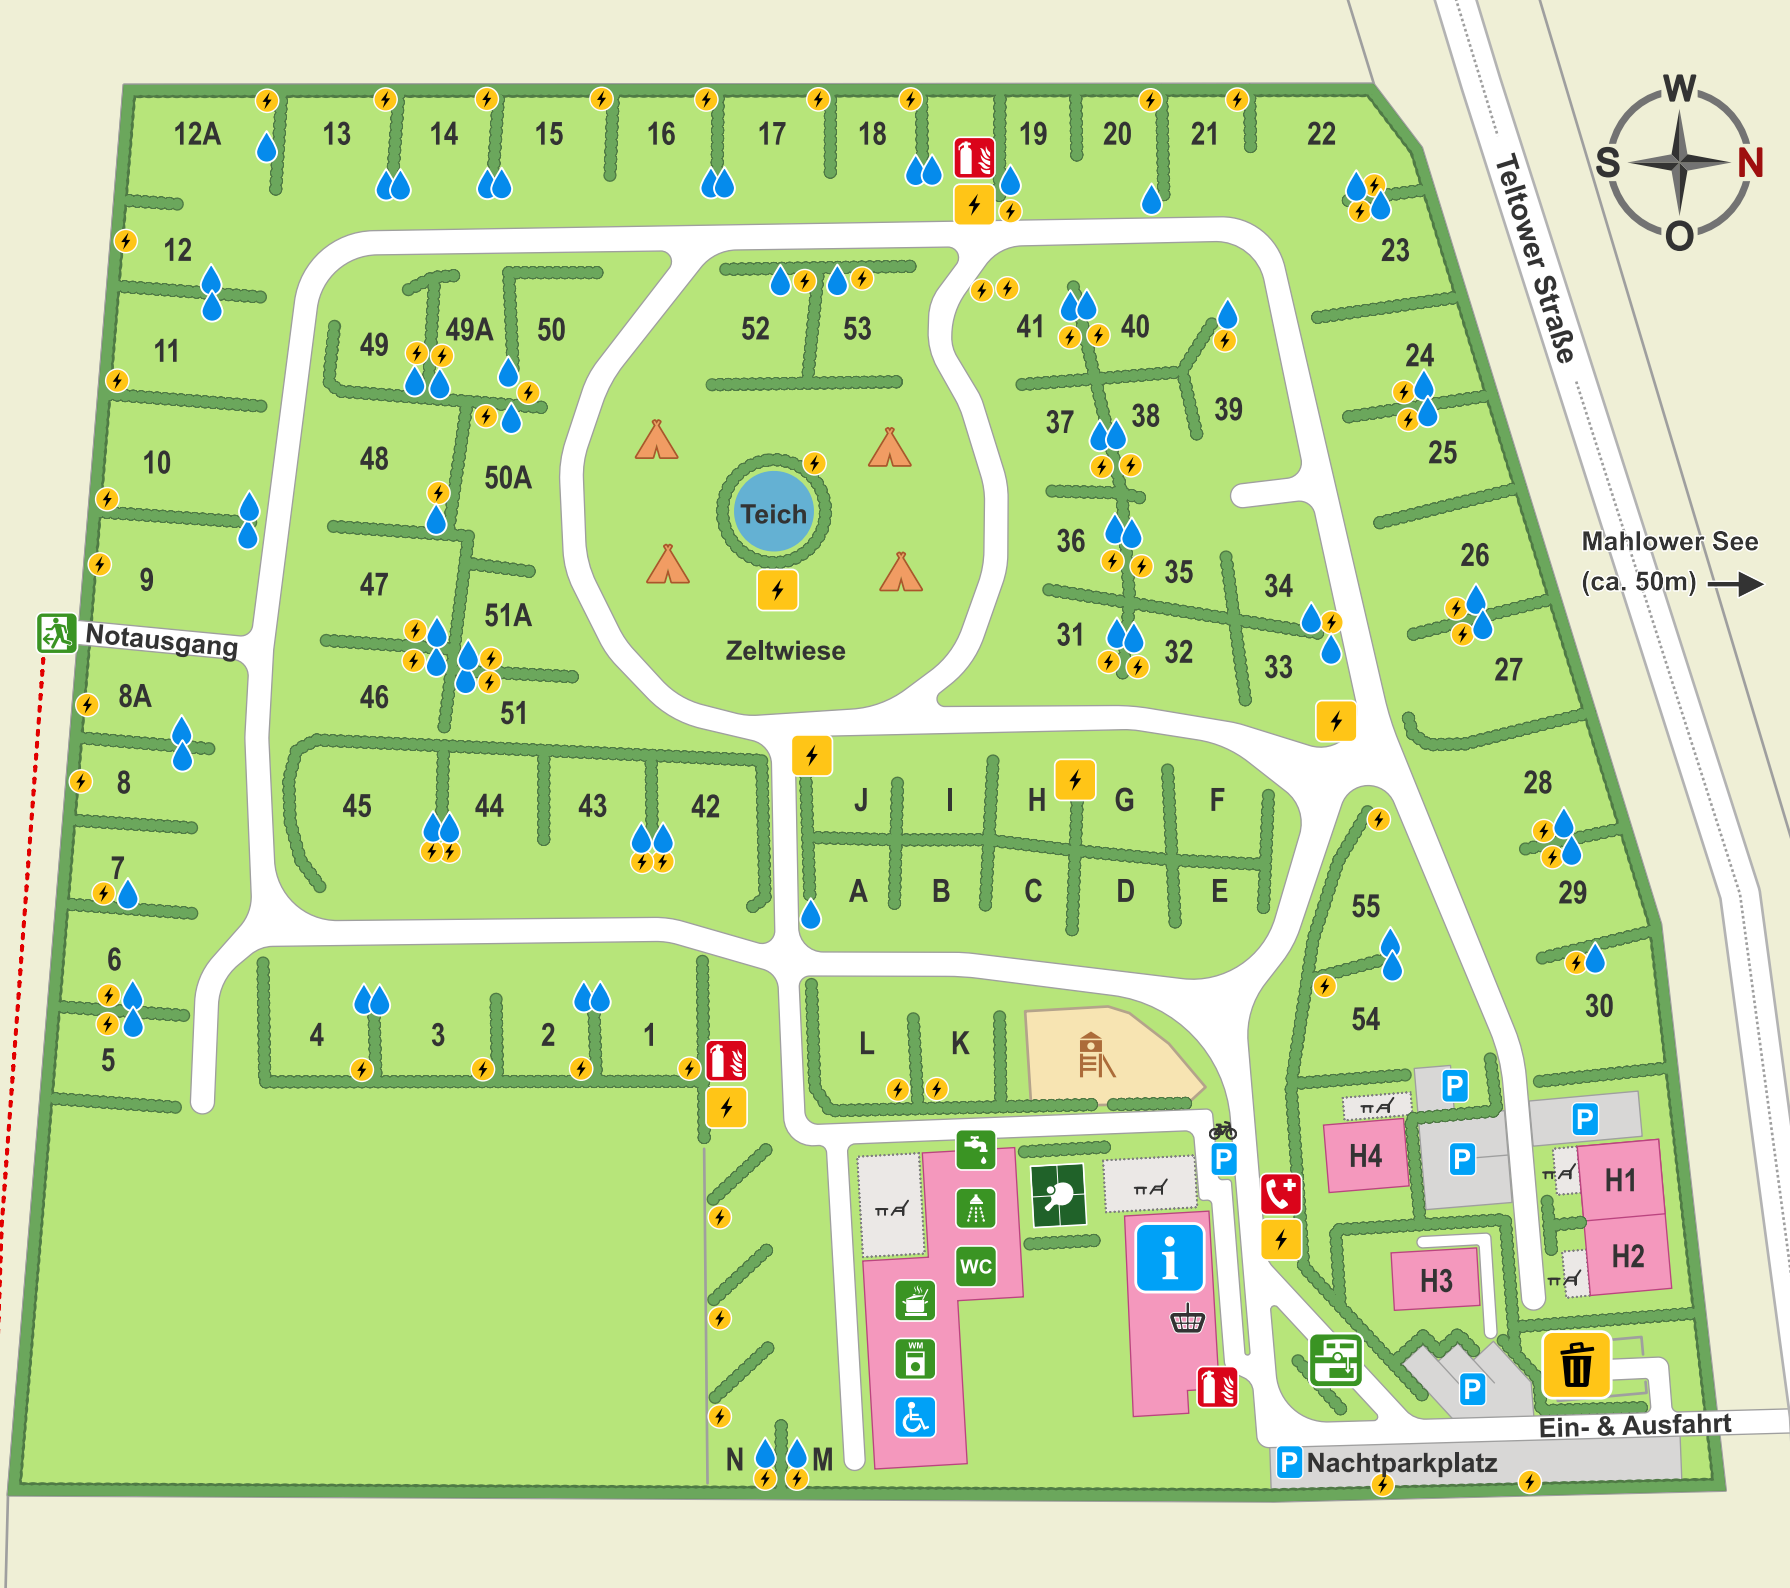 W
S N
O
Teltower Straße
Mahlower See
(ca. 50m)
12A 13 14 15 16 17 18 19 20 21 22
12 23
11 49 49A 50 52 53 41 40 24
10 48 50A 37 38 39 25
Teich
9 47 51A 36 35 34 26
Notausgang
Zeltwiese
31 32 33 27
8A 46 51
8 45 44 43 42 J I H G F 28
7 A B C D E 55 29
6 4 3 2 1 L K 54 30
5
P
P
P
P
H4
H1
H2
H3
i
WC
WM
P
N M
Ein- & Ausfahrt
P Nachtparkplatz